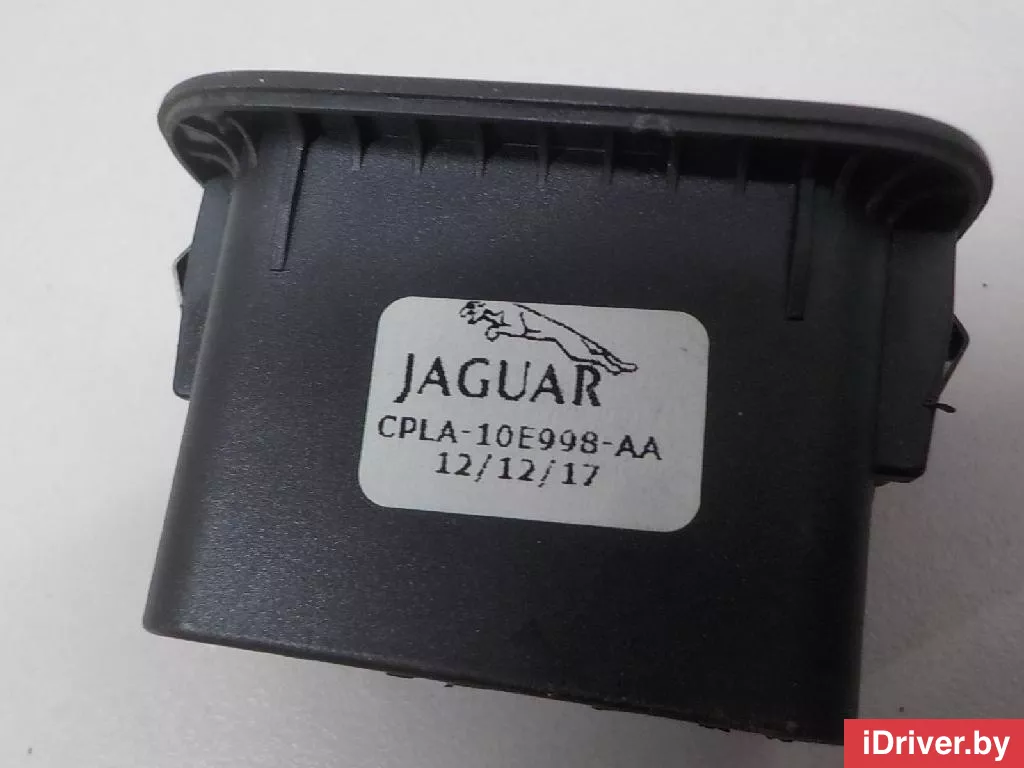 JAGUAR
CPLA-10E998-AA
12/12/17
iDriver.by